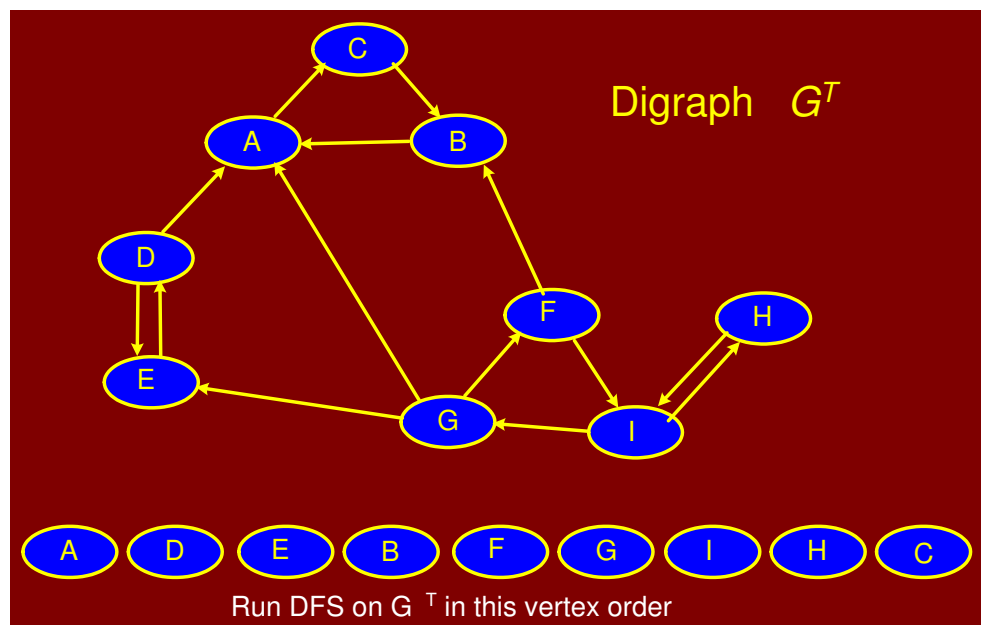 C
Digraph G^T
A B
D
F H
E
G I
A D E B F G I H C
Run DFS on G ^T in this vertex order